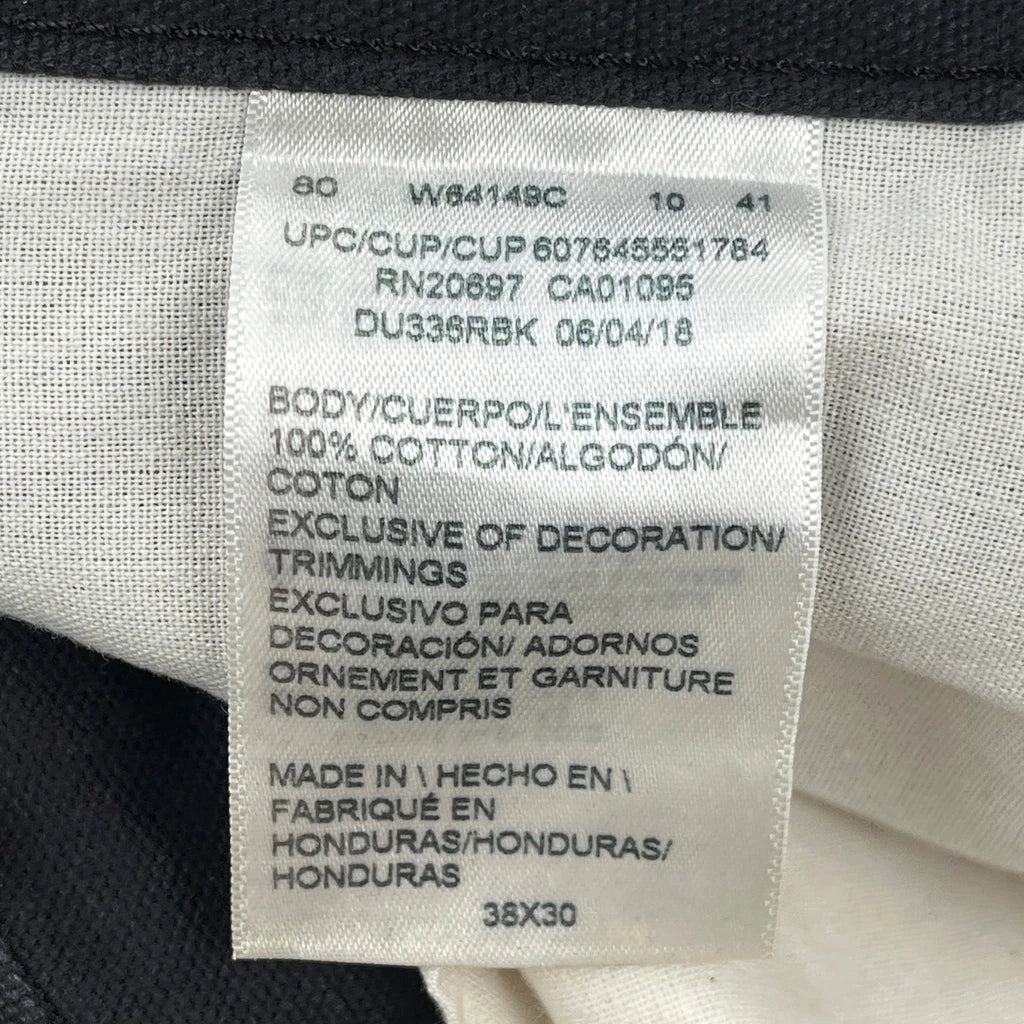 80 W64149C 10 41
UPC/CUP/CUP 607645561784
RN20697 CA01095
DU336RBK 06/04/18
BODY/CUERPO/L'ENSEMBLE
100% COTTON/ALGODÓN/
COTON
EXCLUSIVE OF DECORATION/
TRIMMINGS
EXCLUSIVO PARA
DECORACIÓN/ ADORNOS
ORNEMENT ET GARNITURE
NON COMPRIS
MADE IN \ HECHO EN \
FABRIQUÉ EN
HONDURAS/HONDURAS/
HONDURAS
38X30